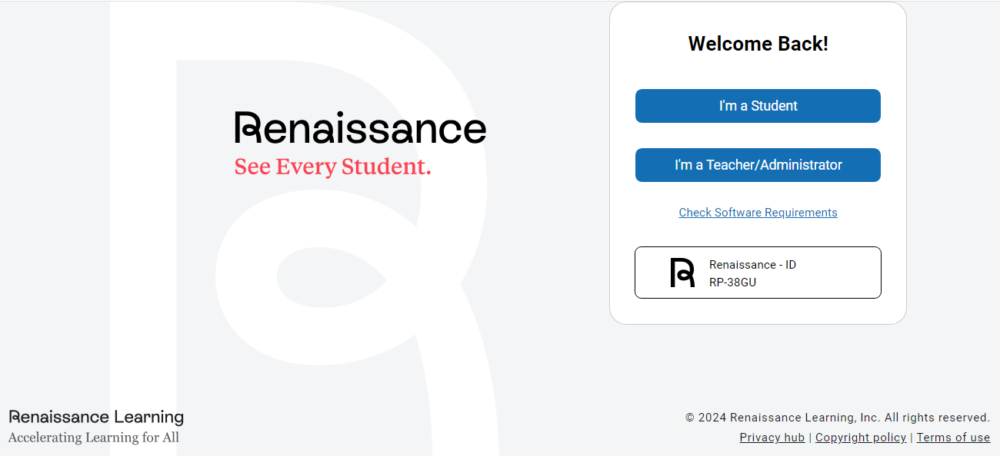 Renaissance
See Every Student.
Welcome Back!
I'm a Student
I'm a Teacher/Administrator
Check Software Requirements
Renaissance - ID
RP-38GU
Renaissance Learning
Accelerating Learning for All
© 2024 Renaissance Learning, Inc. All rights reserved.
Privacy hub | Copyright policy | Terms of use